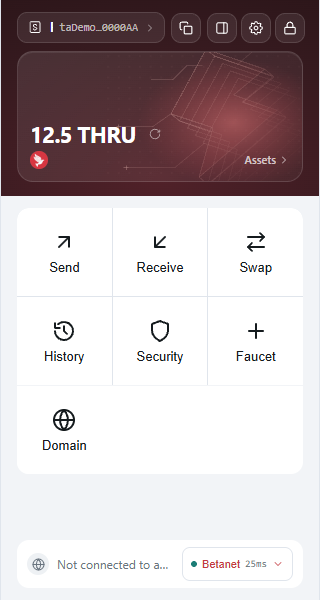 S taDemo_0000AA
12.5 THRU
Assets
Send Receive Swap
History Security Faucet
Domain
Not connected to a... Betanet 25ms